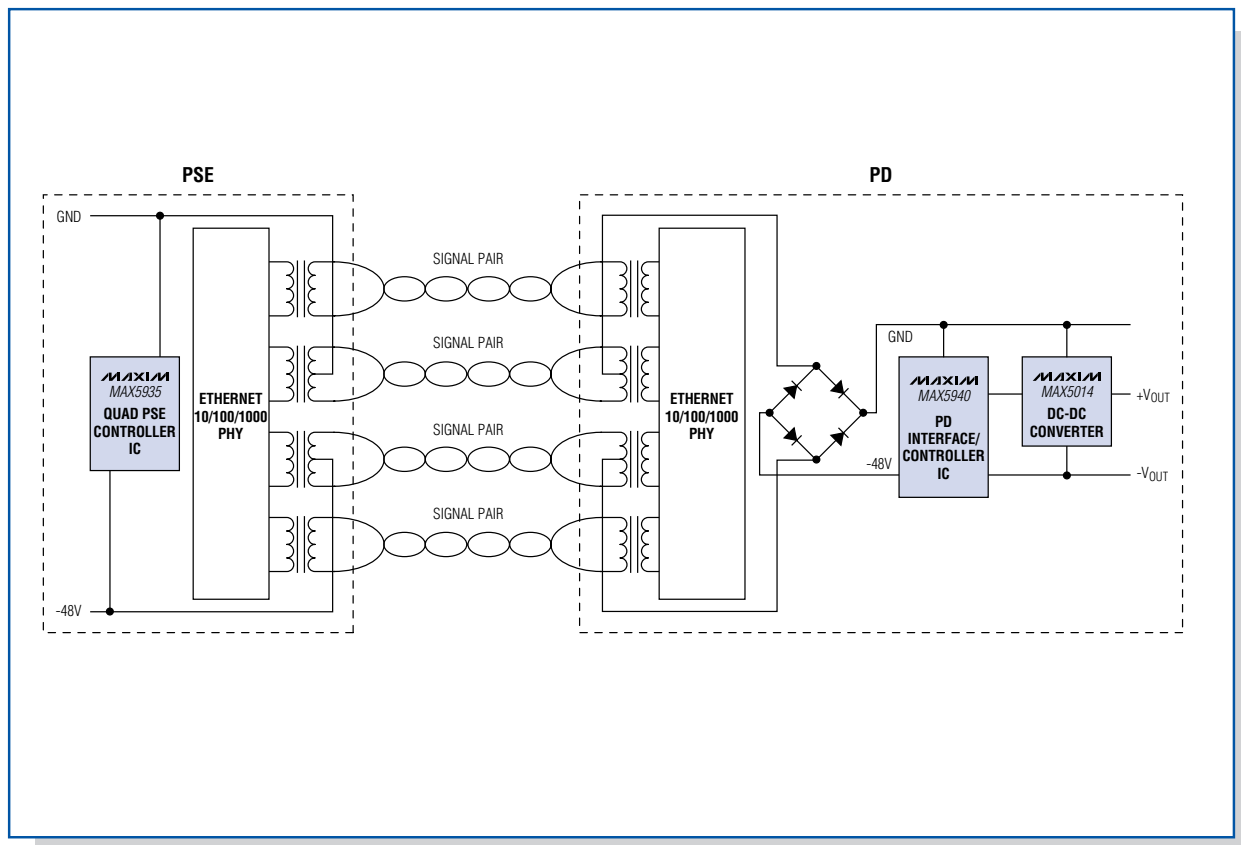 PSE
PD
GND
SIGNAL PAIR
SIGNAL PAIR
SIGNAL PAIR
SIGNAL PAIR
MAXIM
MAX5935
QUAD PSE
CONTROLLER
IC
ETHERNET
10/100/1000
PHY
-48V
ETHERNET
10/100/1000
PHY
GND
-48V
MAXIM
MAX5940
PD
INTERFACE/
CONTROLLER
IC
MAXIM
MAX5014
DC-DC
CONVERTER
+VOUT
-VOUT